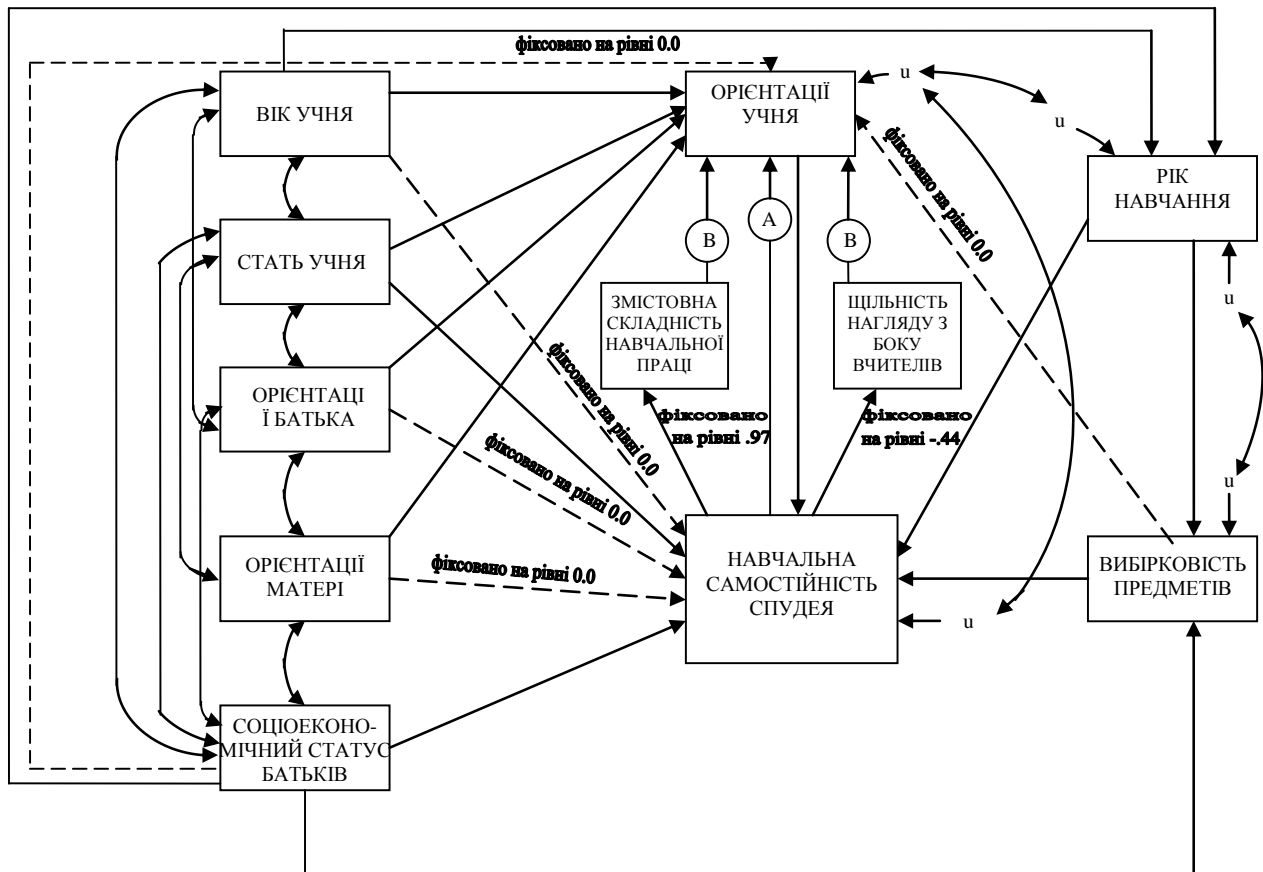 фіксовано на рівні 0.0
ВІК УЧНЯ
ОРІЄНТАЦІЇ
УЧНЯ
u
u
фіксовано на рівні 0.0
РІК
НАВЧАННЯ
В
А
В
СТАТЬ УЧНЯ
ЗМІСТОВНА
СКЛАДНІСТЬ
НАВЧАЛЬНОЇ
ПРАЦІ
ЩІЛЬНІСТЬ
НАГЛЯДУ З
БОКУ
ВЧИТЕЛІВ
u
фіксовано на рівні 0.0
ОРІЄНТАЦІ
Ї БАТЬКА
фіксовано
на рівні .97
фіксовано
на рівні -.44
фіксовано на рівні 0.0
u
ОРІЄНТАЦІЇ
МАТЕРІ
фіксовано на рівні 0.0
НАВЧАЛЬНА
САМОСТІЙНІСТЬ
СПУДЕЯ
u
ВИБІРКОВІСТЬ
ПРЕДМЕТІВ
СОЦІОЕКОНО-
МІЧНИЙ СТАТУС
БАТЬКІВ